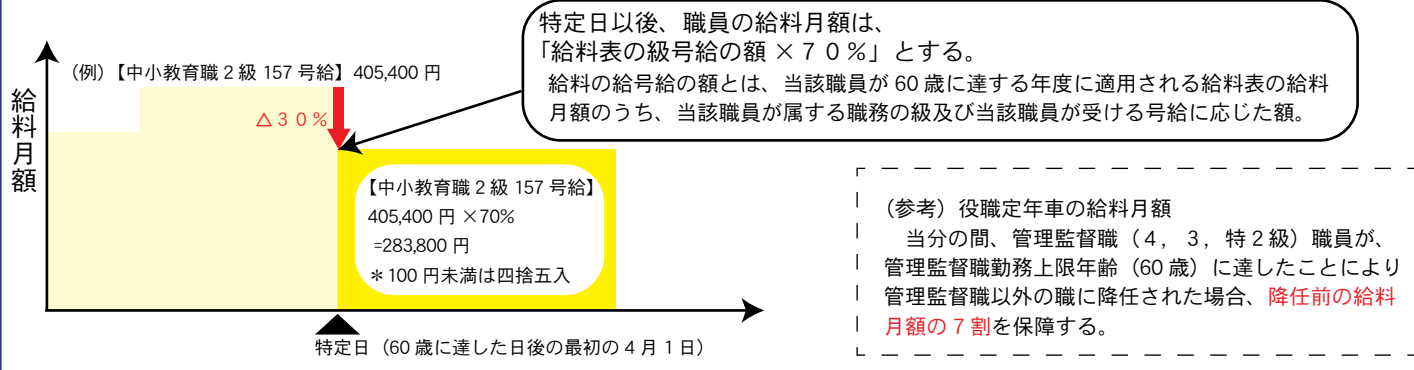 特定日以後、職員の給料月額は、
「給料表の級号給の額 ×７０％」とする。
給料の給号給の額とは、当該職員が 60 歳に達する年度に適用される給料表の給料
月額のうち、当該職員が属する職務の級及び当該職員が受ける号給に応じた額。
（例）【中小教育職 2 級 157 号給】405,400 円
給料月額
△３０％
【中小教育職 2 級 157 号給】
405,400 円 ×70%
=283,800 円
＊100 円未満は四捨五入
特定日（60 歳に達した日後の最初の 4 月 1 日）
（参考）役職定年車の給料月額
当分の間、管理監督職（４，３，特２級）職員が、
管理監督職勤務上限年齢（60 歳）に達したことにより
管理監督職以外の職に降任された場合、降任前の給料
月額の７割を保障する。